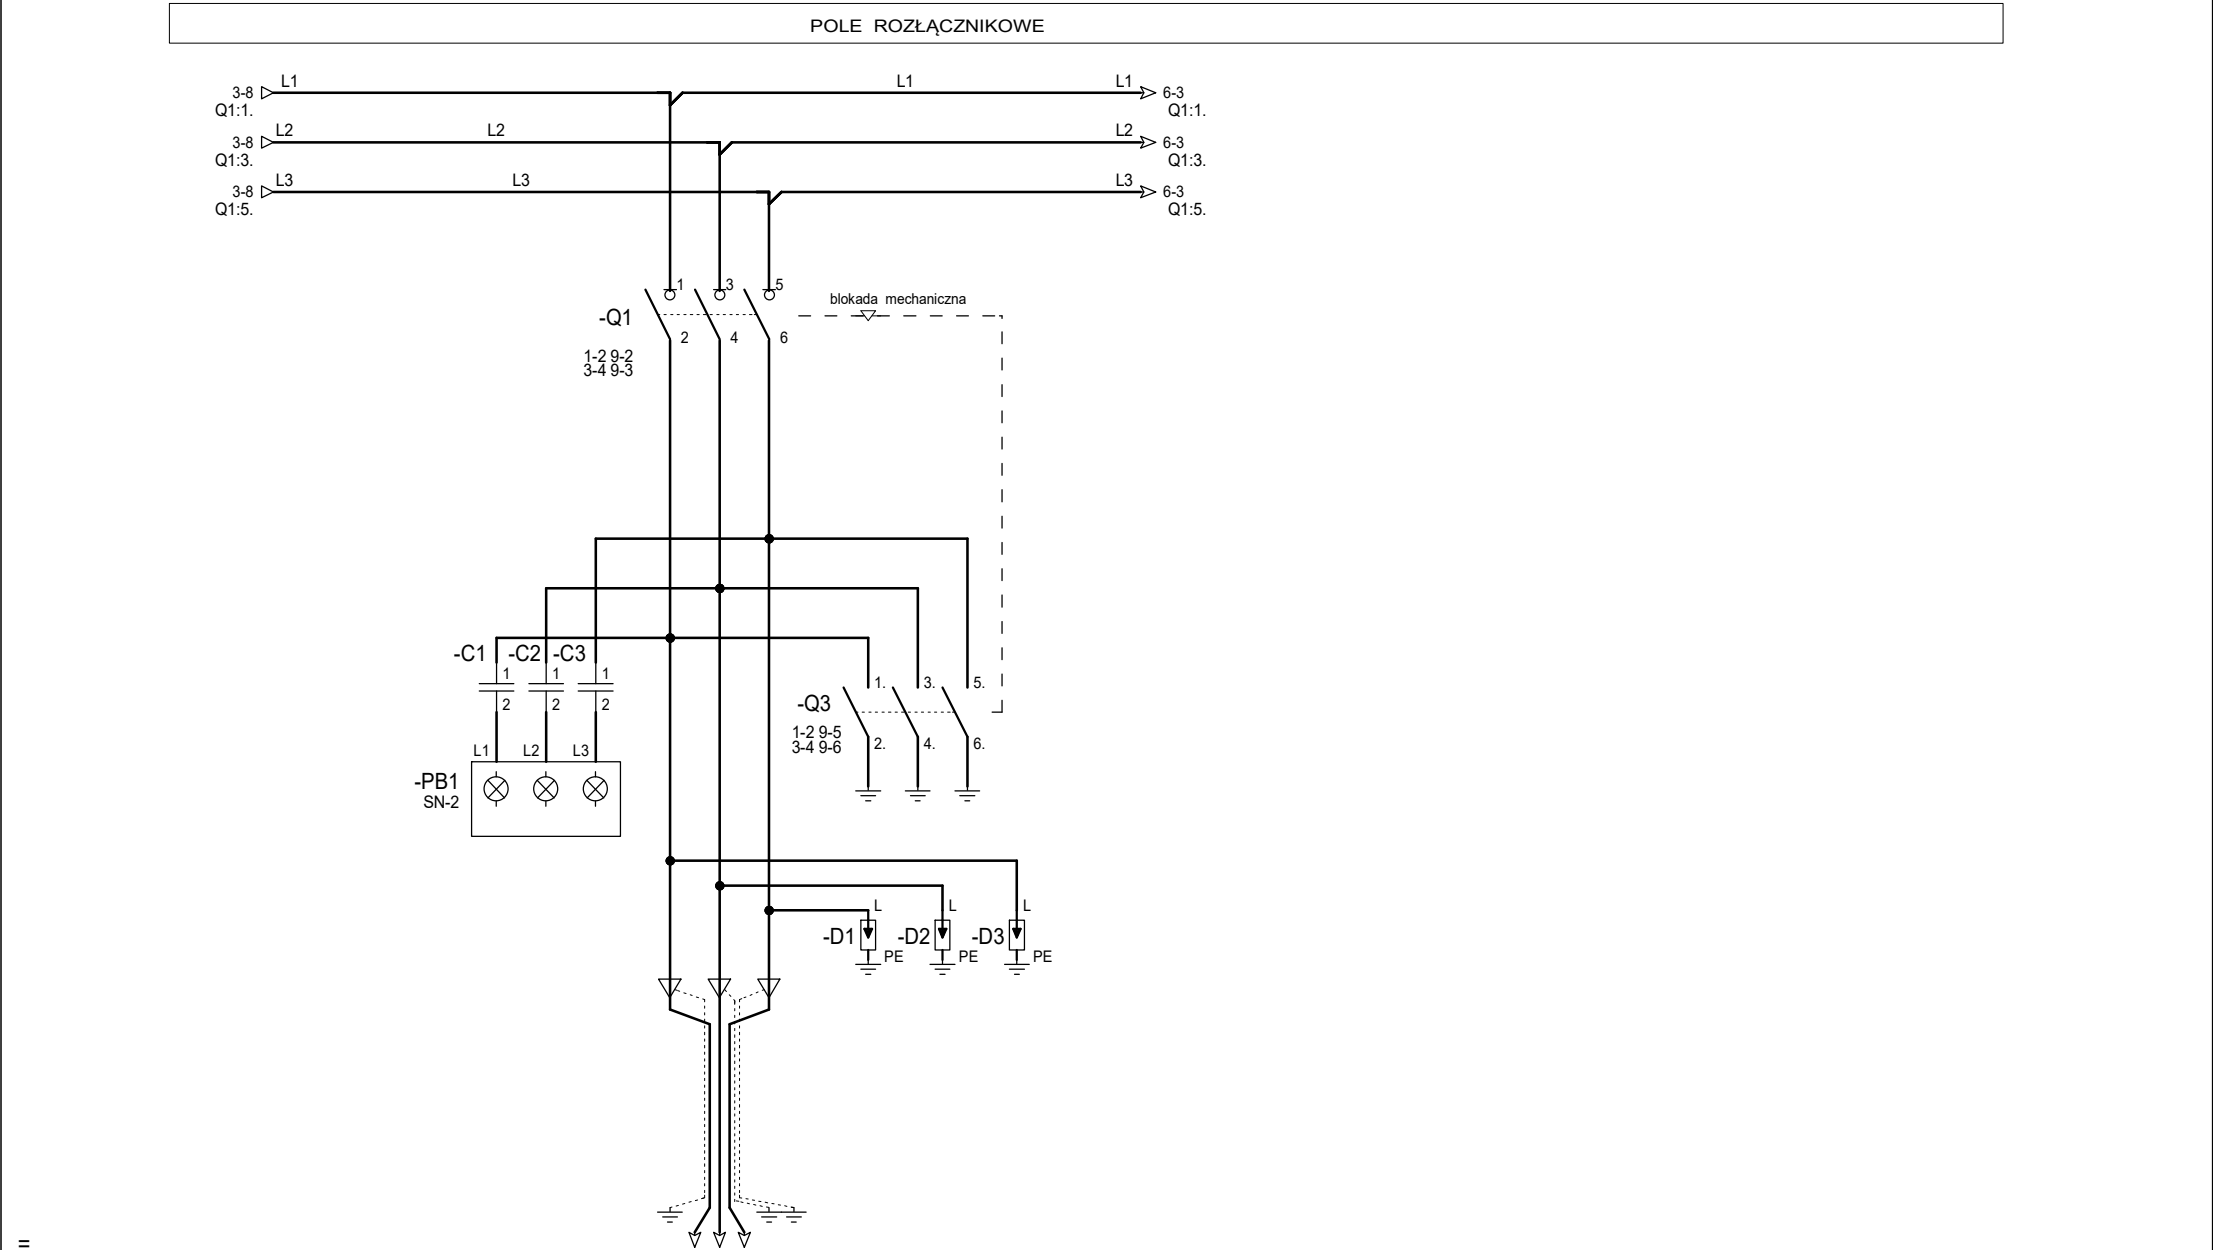 POLE ROZŁĄCZNIKOWE
L1 L1 L1
3-8 6-3
Q1:1. Q1:1.
L2 L2 L2
3-8 6-3
Q1:3. Q1:3.
L3 L3 L3
3-8 6-3
Q1:5. Q1:5.
1 3 5
blokada mechaniczna
-Q1
2 4 6
1-2 9-2
3-4 9-3
-C1 -C2 -C3
1 1 1
2 2 2
1. 3. 5.
-Q3
1-2 9-5
3-4 9-6
2. 4. 6.
L1 L2 L3
-PB1
SN-2
L L L
-D1 -D2 -D3
PE PE PE
=